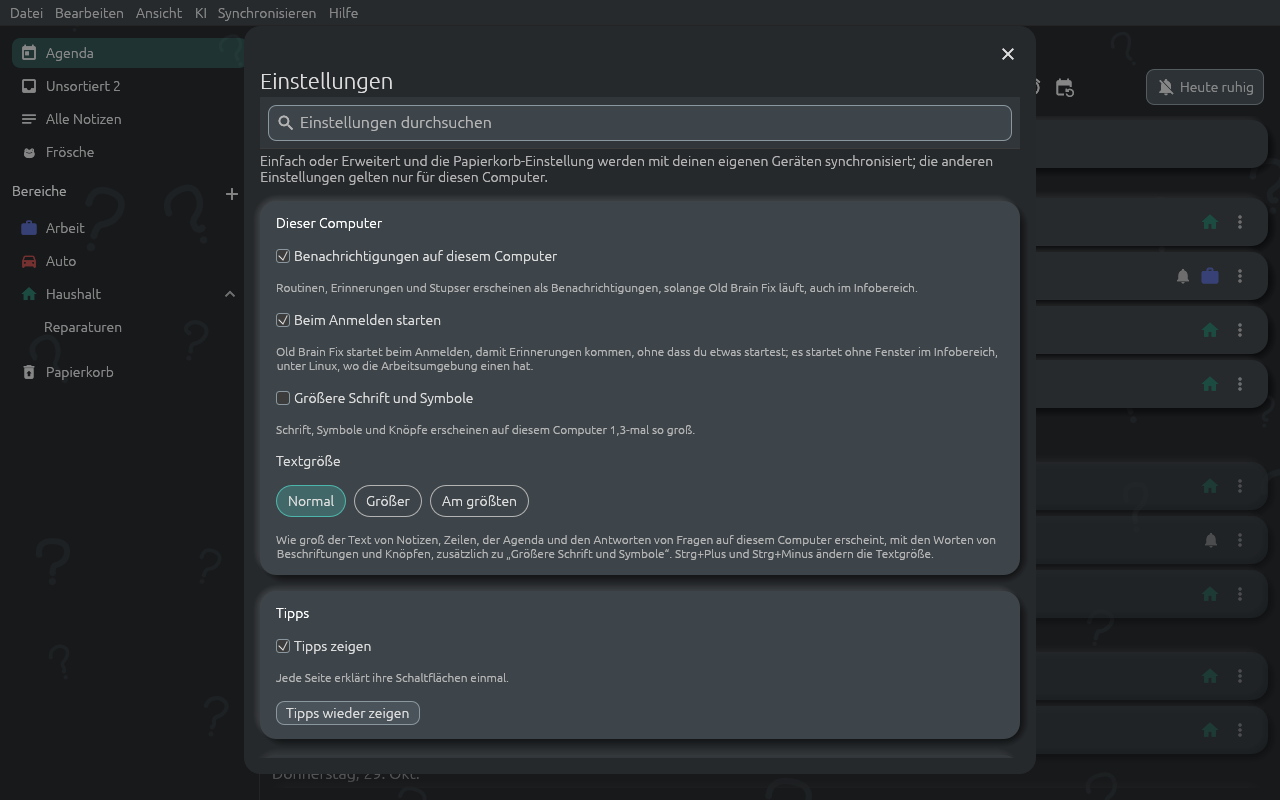 Datei Bearbeiten Ansicht KI Synchronisieren Hilfe
Agenda
Unsortiert 2
Alle Notizen
Frösche
Bereiche
Arbeit
Auto
Haushalt
Reparaturen
Papierkorb
Heute ruhig
Einstellungen
Einstellungen durchsuchen
Einfach oder Erweitert und die Papierkorb-Einstellung werden mit deinen eigenen Geräten synchronisiert; die anderen
Einstellungen gelten nur für diesen Computer.
Dieser Computer
Benachrichtigungen auf diesem Computer
Routinen, Erinnerungen und Stupser erscheinen als Benachrichtigungen, solange Old Brain Fix läuft, auch im Infobereich.
Beim Anmelden starten
Old Brain Fix startet beim Anmelden, damit Erinnerungen kommen, ohne dass du etwas startest; es startet ohne Fenster im Infobereich,
unter Linux, wo die Arbeitsumgebung einen hat.
Größere Schrift und Symbole
Schrift, Symbole und Knöpfe erscheinen auf diesem Computer 1,3-mal so groß.
Textgröße
Normal Größer Am größten
Wie groß der Text von Notizen, Zeilen, der Agenda und den Antworten von Fragen auf diesem Computer erscheint, mit den Worten von
Beschriftungen und Knöpfen, zusätzlich zu „Größere Schrift und Symbole“. Strg+Plus und Strg+Minus ändern die Textgröße.
Tipps
Tipps zeigen
Jede Seite erklärt ihre Schaltflächen einmal.
Tipps wieder zeigen
Donnerstag, 29. Okt.